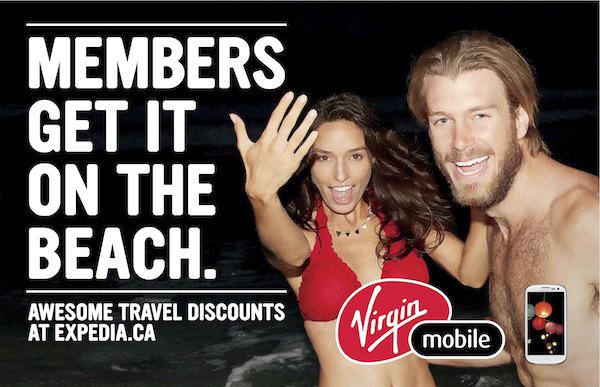 MEMBERS
GET IT
ON THE
BEACH.
AWESOME TRAVEL DISCOUNTS
AT EXPEDIA.CA
Virgin
mobile